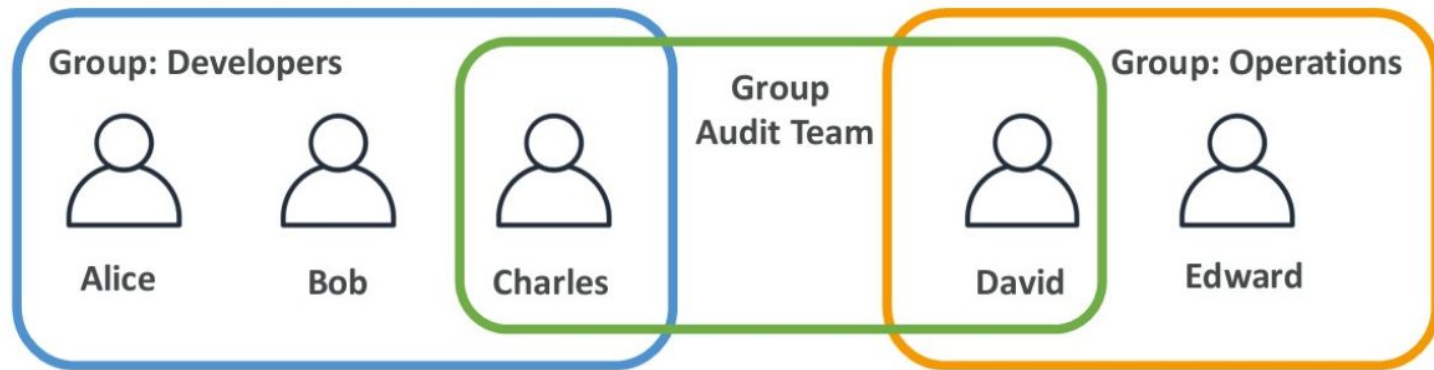 Group: Developers
Group
Audit Team
Group: Operations
Alice
Bob
Charles
David
Edward